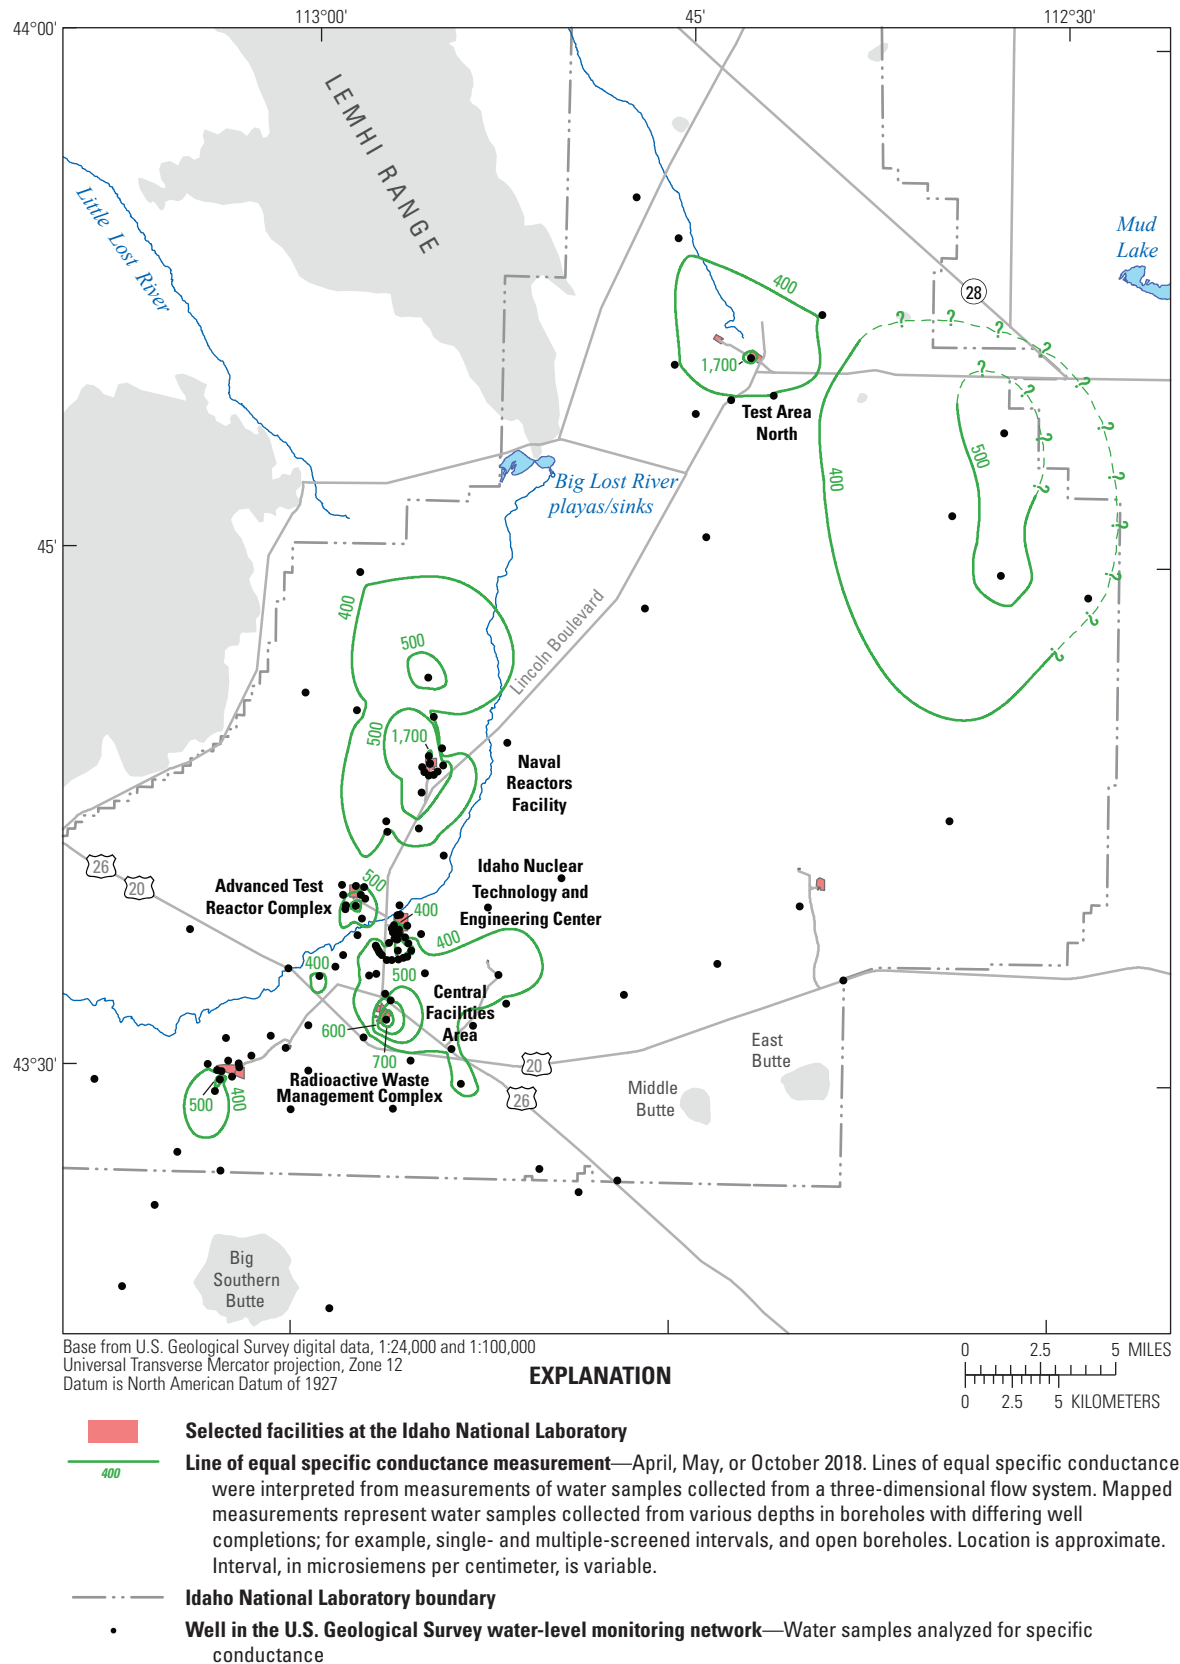 113°00'
45'
112°30'
44°00'
LEMHI RANGE
Little Lost River
Mud
Lake
28
400
?
?
?
?
?
1,700
Test Area
North
?
?
?
?
?
?
?
?
?
?
?
500
400
Big Lost River
playas/sinks
45'
400
500
Lincoln Boulevard
500
1,700
Naval
Reactors
Facility
26
20
Idaho Nuclear
Technology and
Engineering Center
Advanced Test
Reactor Complex
500
400
400
400
500
Central
Facilities
Area
600
700
43°30'
20
East
Butte
Radioactive Waste
Management Complex
500
400
26
Middle
Butte
Big
Southern
Butte
Base from U.S. Geological Survey digital data, 1:24,000 and 1:100,000
Universal Transverse Mercator projection, Zone 12
Datum is North American Datum of 1927
0 2.5 5 MILES
0 2.5 5 KILOMETERS
EXPLANATION
Selected facilities at the Idaho National Laboratory
400
Line of equal specific conductance measurement—April, May, or October 2018. Lines of equal specific conductance
were interpreted from measurements of water samples collected from a three-dimensional flow system. Mapped
measurements represent water samples collected from various depths in boreholes with differing well
completions; for example, single- and multiple-screened intervals, and open boreholes. Location is approximate.
Interval, in microsiemens per centimeter, is variable.
Idaho National Laboratory boundary
Well in the U.S. Geological Survey water-level monitoring network—Water samples analyzed for specific
conductance